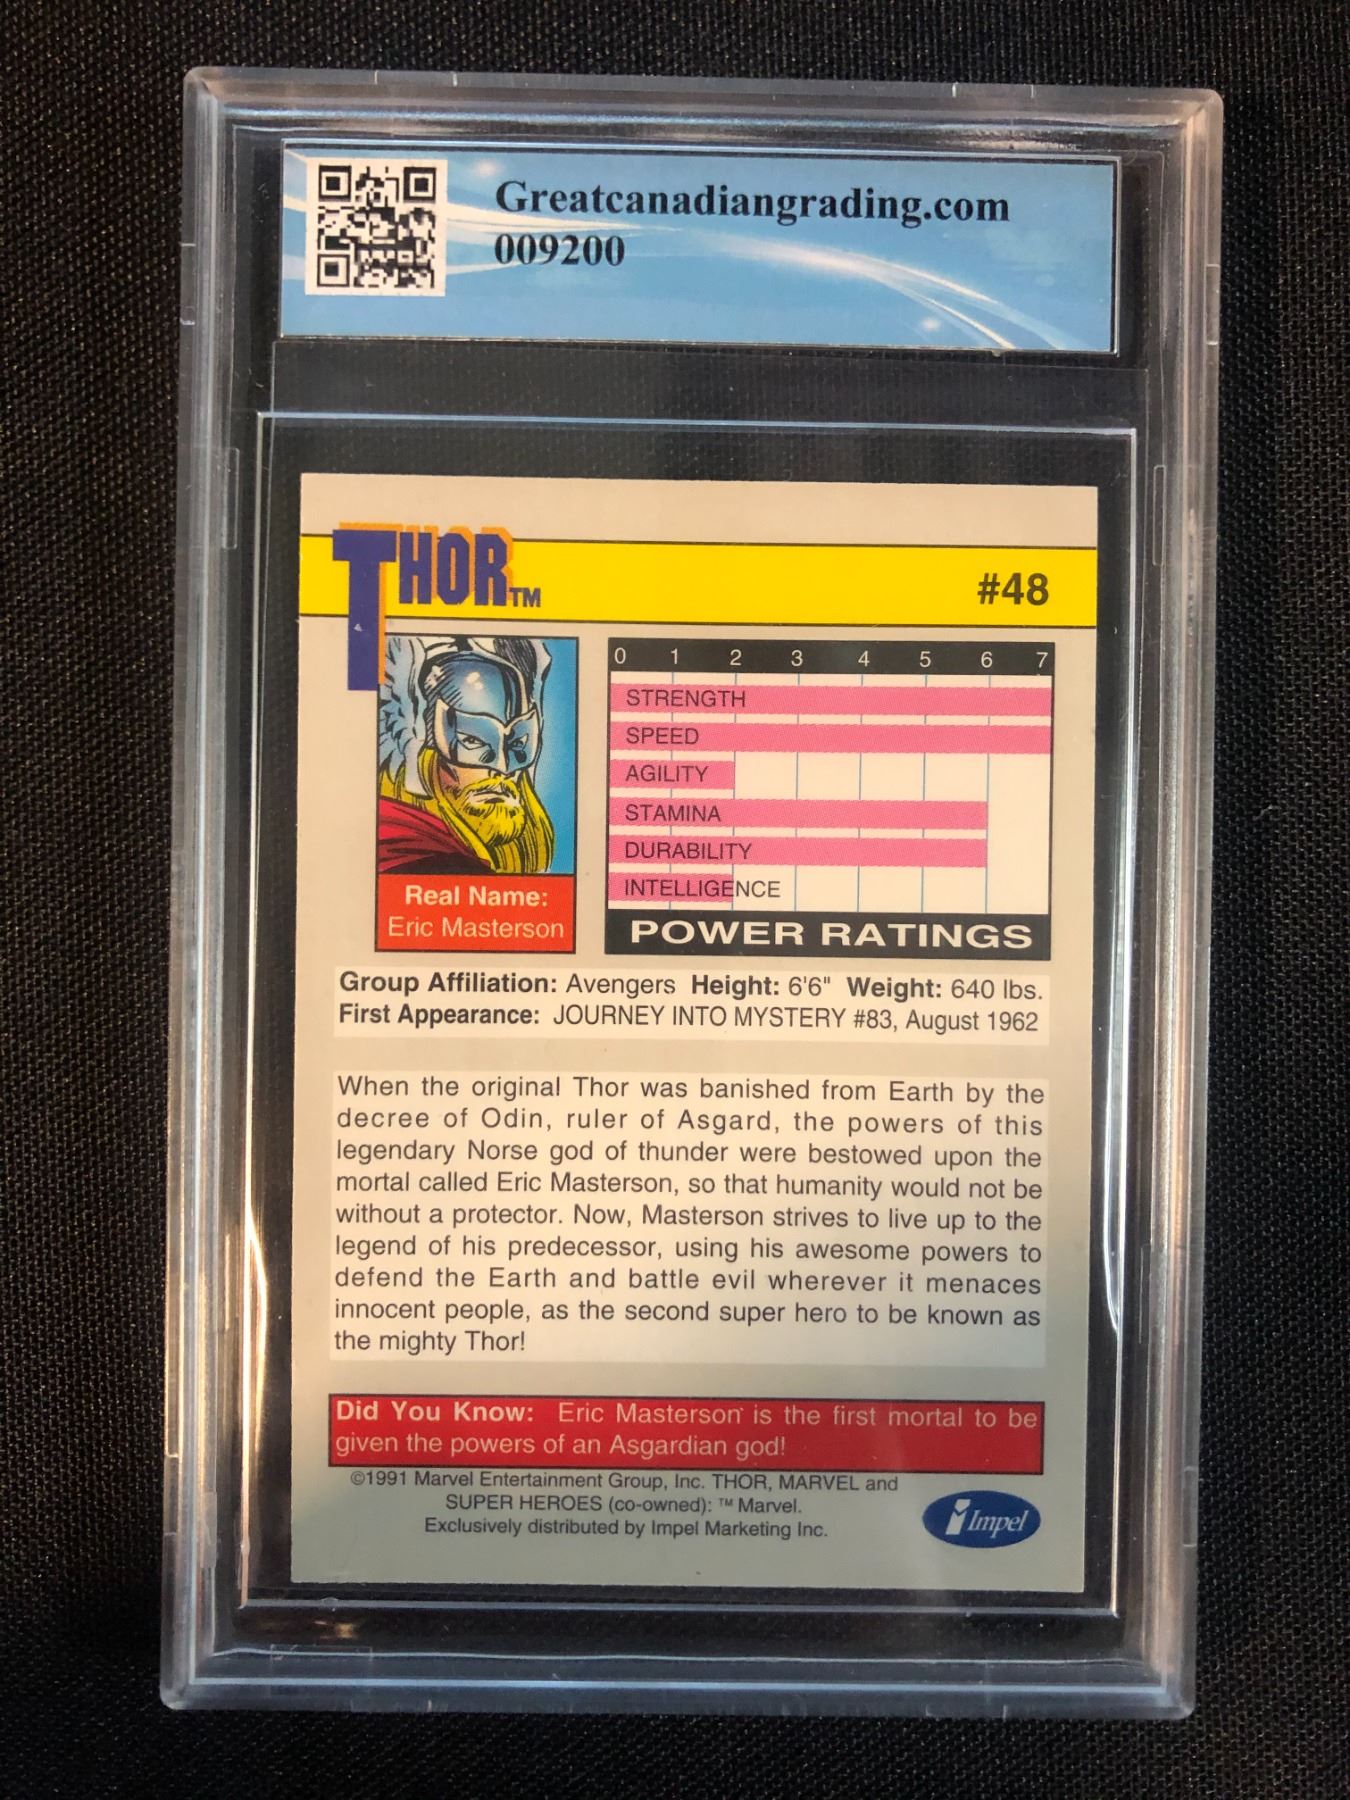 Greatcanadiangrading.com
009200
THOR™
#48
0 1 2 3 4 5 6 7
STRENGTH
SPEED
AGILITY
STAMINA
DURABILITY
INTELLIGENCE
POWER RATINGS
Real Name:
Eric Masterson
Group Affiliation: Avengers Height: 6'6" Weight: 640 lbs.
First Appearance: JOURNEY INTO MYSTERY #83, August 1962
When the original Thor was banished from Earth by the
decree of Odin, ruler of Asgard, the powers of this
legendary Norse god of thunder were bestowed upon the
mortal called Eric Masterson, so that humanity would not be
without a protector. Now, Masterson strives to live up to the
legend of his predecessor, using his awesome powers to
defend the Earth and battle evil wherever it menaces
innocent people, as the second super hero to be known as
the mighty Thor!
Did You Know: Eric Masterson is the first mortal to be
given the powers of an Asgardian god!
©1991 Marvel Entertainment Group, Inc. THOR, MARVEL and
SUPER HEROES (co-owned): ™ Marvel.
Exclusively distributed by Impel Marketing Inc.
Impel